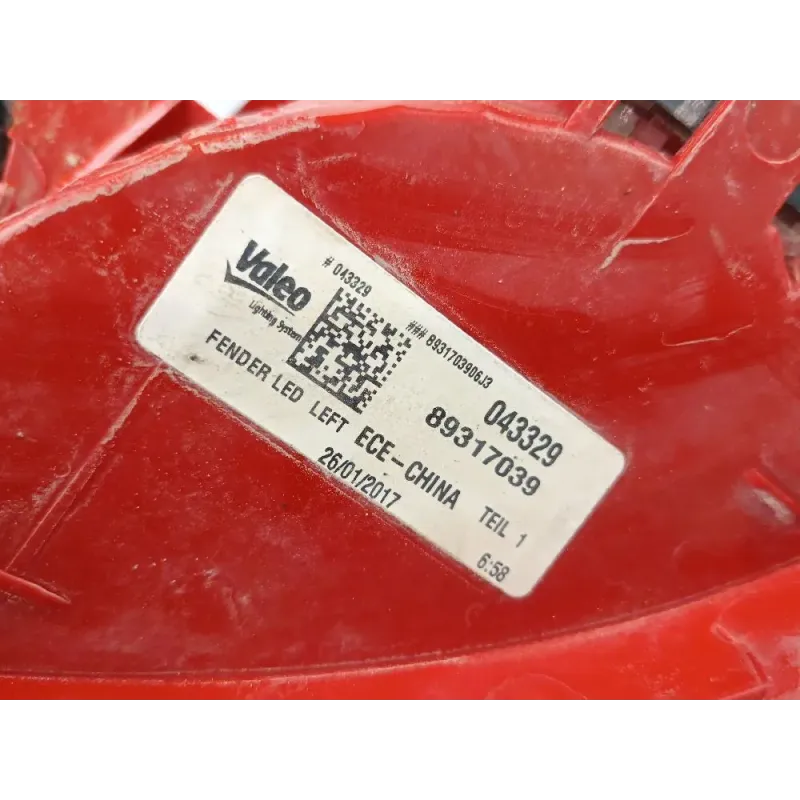 Valeo
Lighting Systems
# 043329
### 8931703906J3
043329
89317039
FENDER LED LEFT ECE-CHINA TEIL 1
26/01/2017 6:58